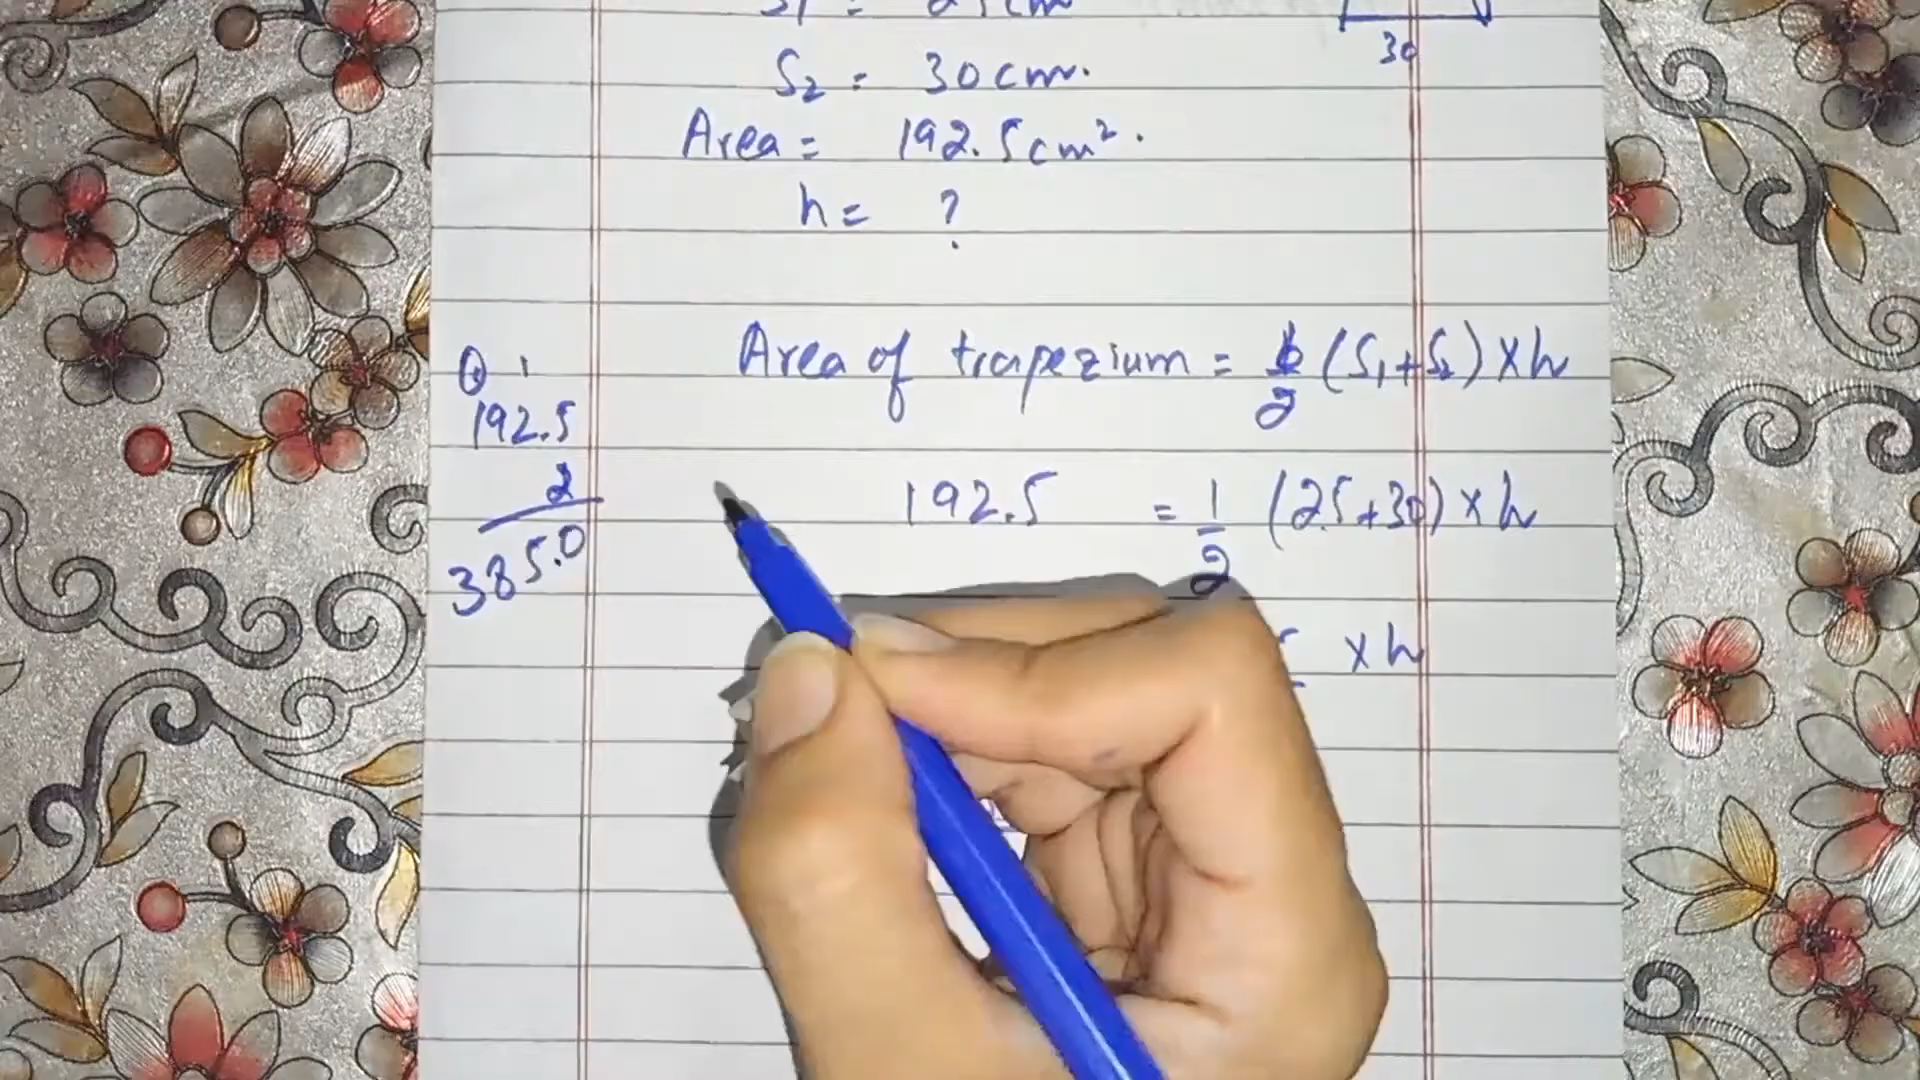 S₂ = 30cm.
30
Area = 192.5cm².
h = ?
Area of trapezium = 1/2 (S₁+S₂) × h
192.5
2
385.0
192.5 = 1/2 (25+30) × h
× h